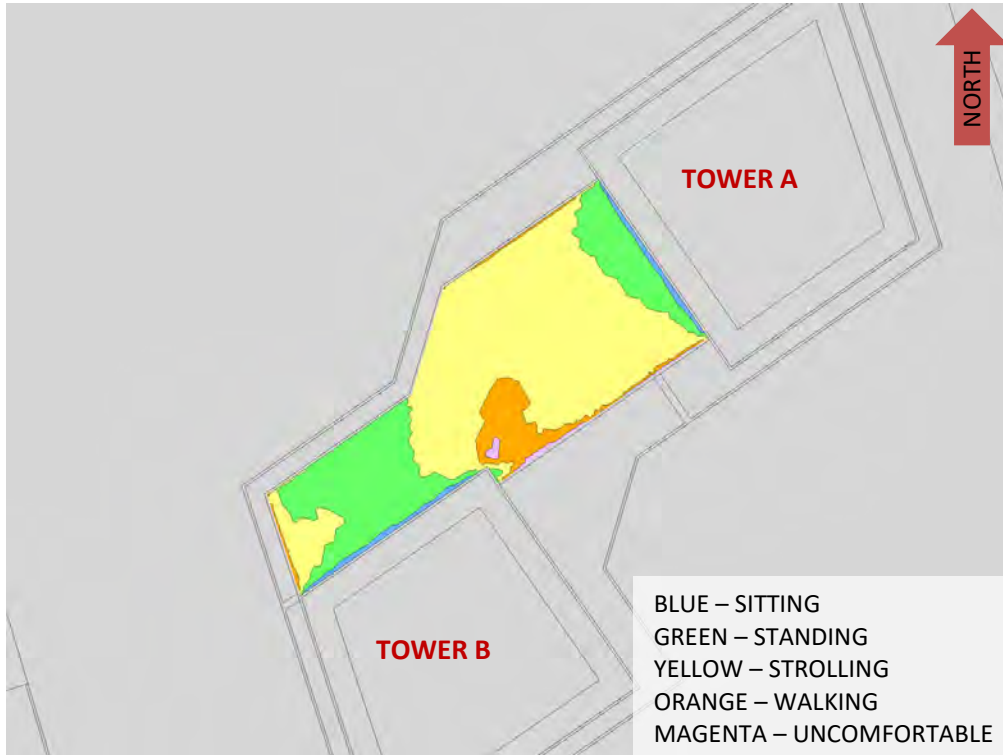 NORTH
TOWER A
TOWER B
BLUE – SITTING
GREEN – STANDING
YELLOW – STROLLING
ORANGE – WALKING
MAGENTA – UNCOMFORTABLE